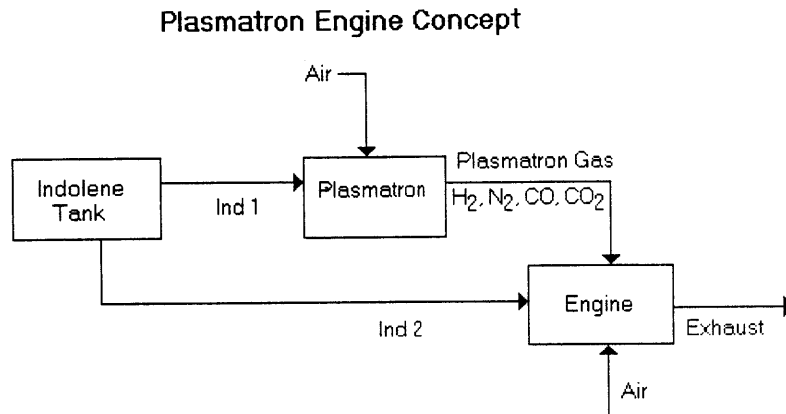 Plasmatron Engine Concept
Air
Indolene
Tank
Ind 1
Plasmatron
Plasmatron Gas
H₂, N₂, CO, CO₂
Ind 2
Engine
Exhaust
Air